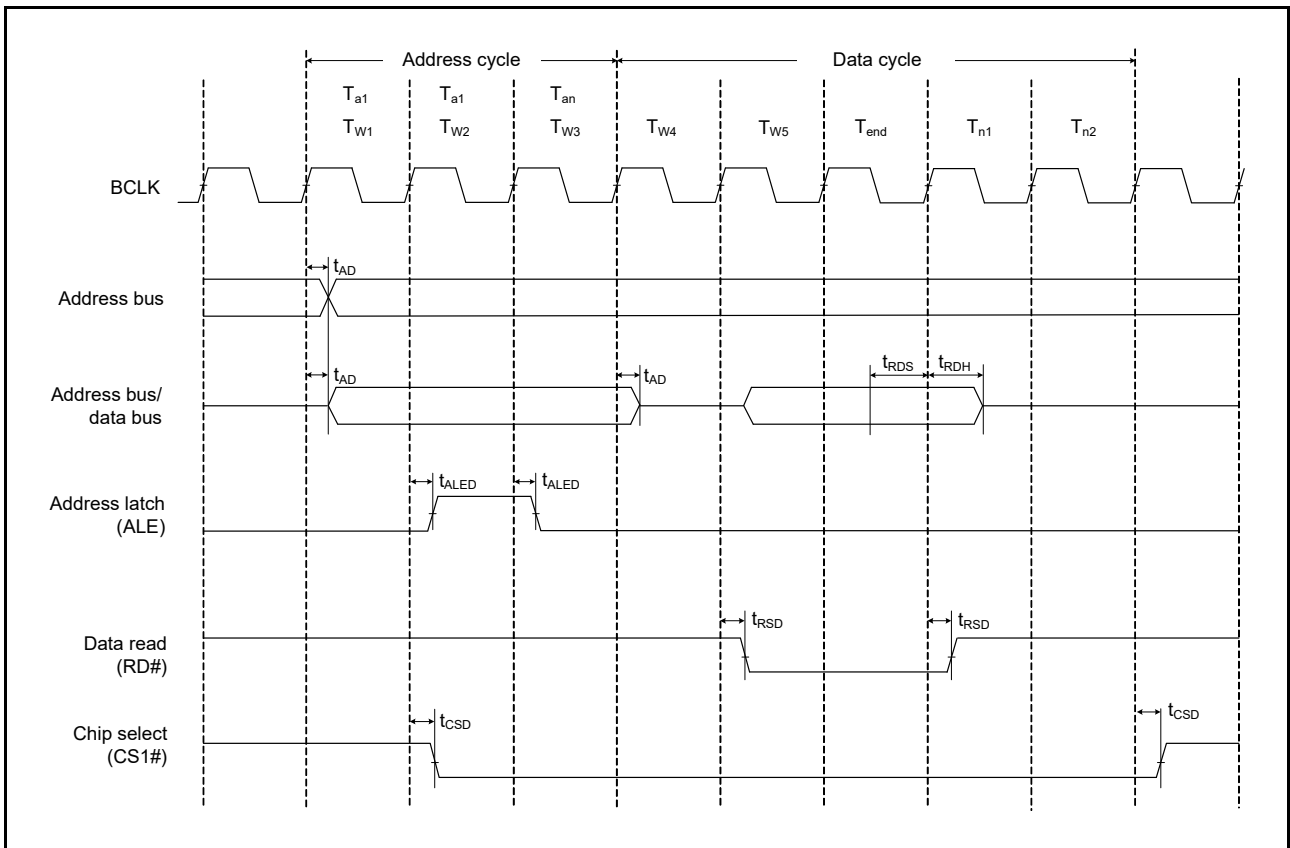 Address cycle Data cycle
Ta1 Ta1 Tan
TW1 TW2 TW3 TW4 TW5 Tend Tn1 Tn2
BCLK
tAD
Address bus
tRDS tRDH
tAD tAD
Address bus/
data bus
tALED tALED
Address latch
(ALE)
tRSD tRSD
Data read
(RD#)
tCSD tCSD
Chip select
(CS1#)